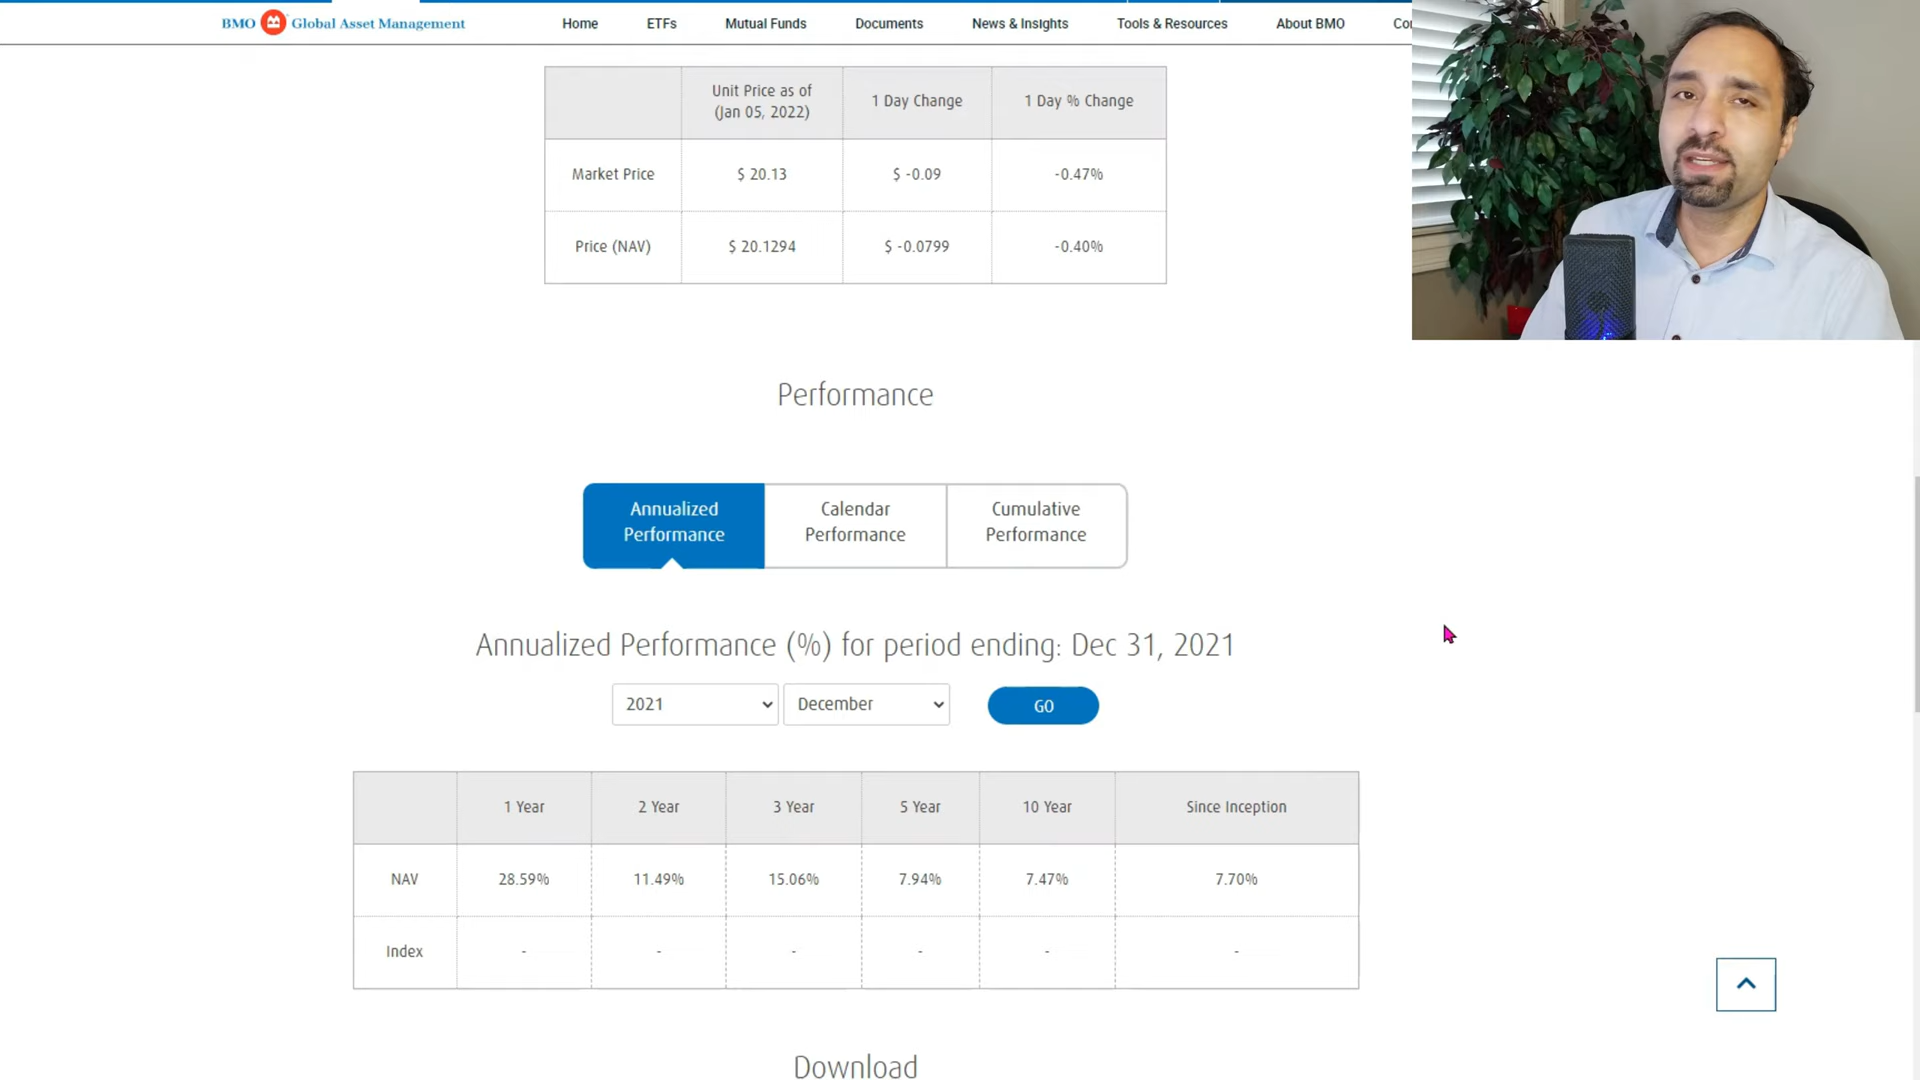 BMO Global Asset Management
Home ETFs Mutual Funds Documents News & Insights Tools & Resources About BMO Co
Unit Price as of
(Jan 05, 2022) 1 Day Change 1 Day % Change
Market Price $ 20.13 $ -0.09 -0.47%
Price (NAV) $ 20.1294 $ -0.0799 -0.40%
Performance
Annualized Performance
Calendar Performance
Cumulative Performance
Annualized Performance (%) for period ending: Dec 31, 2021
2021 December GO
1 Year 2 Year 3 Year 5 Year 10 Year Since Inception
NAV 28.59% 11.49% 15.06% 7.94% 7.47% 7.70%
Index - - - - - -
Download